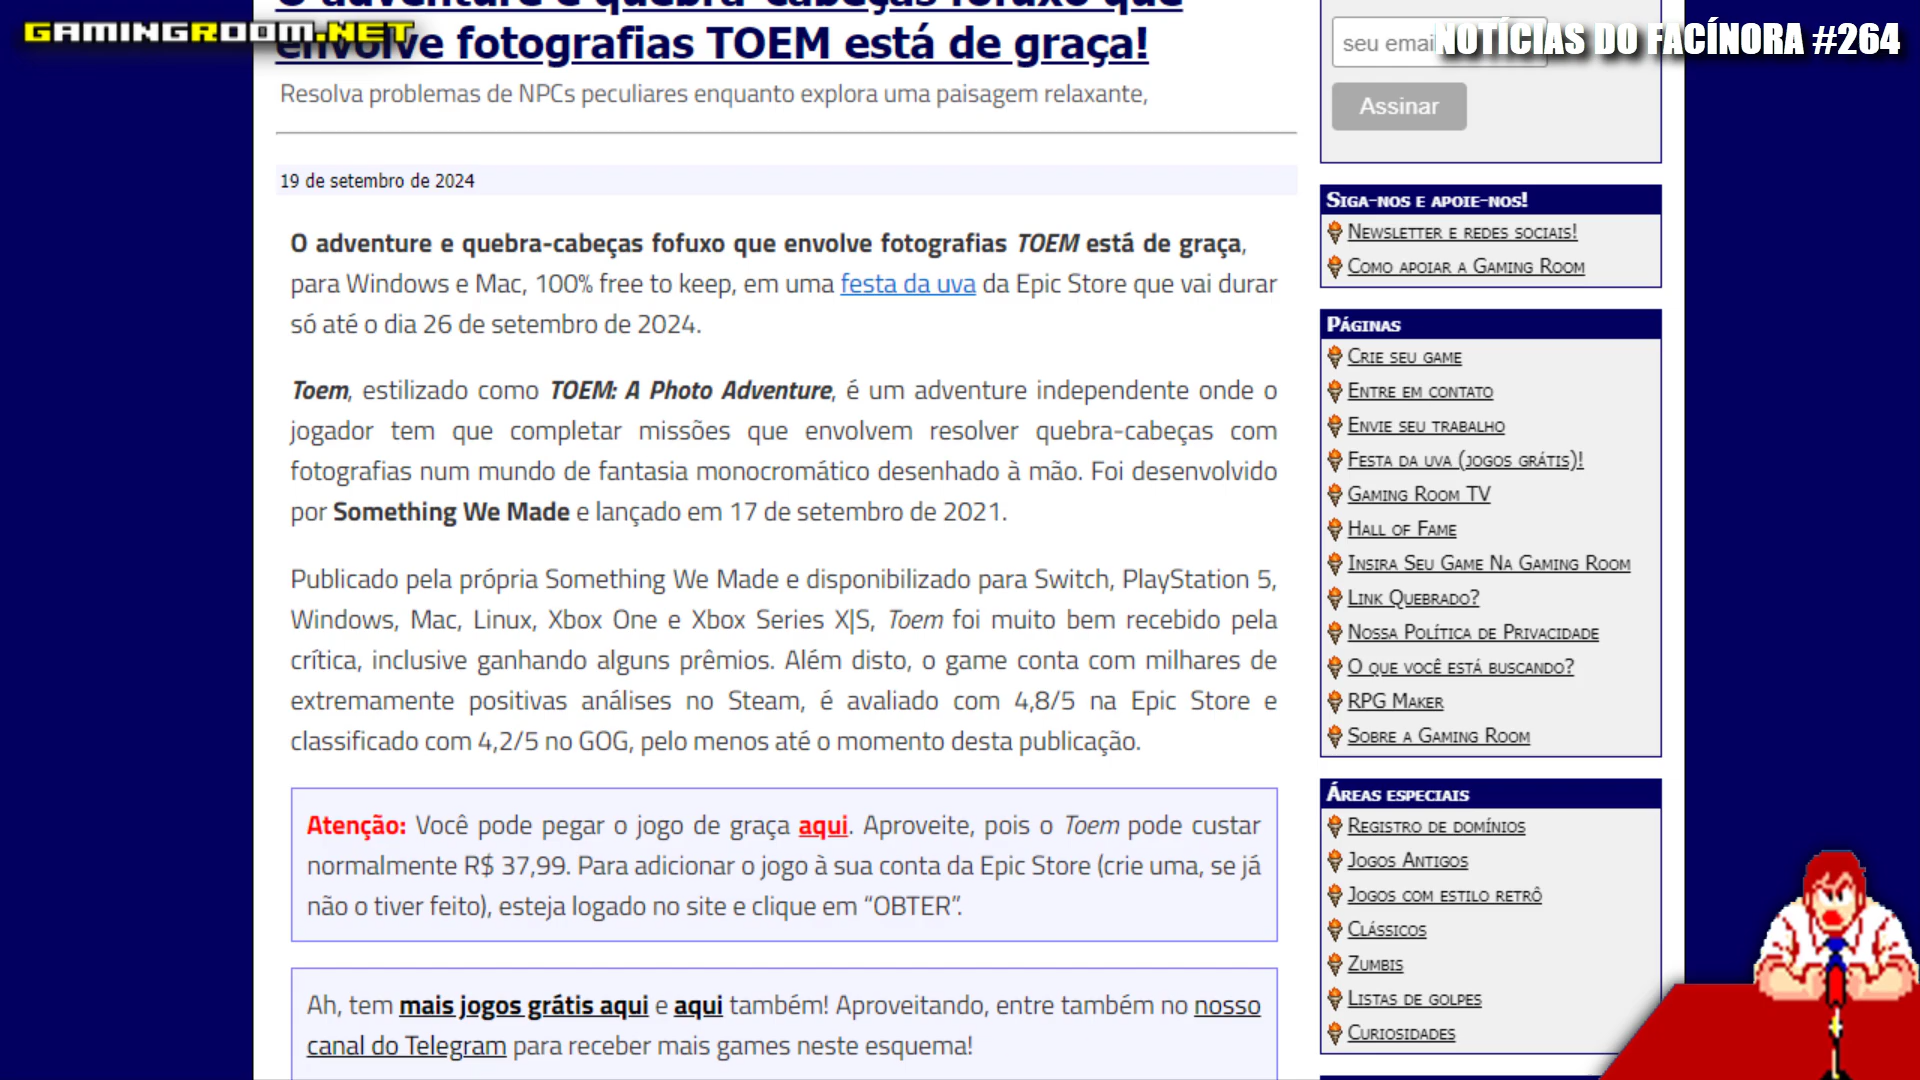 O adventure e quebra-cabeças fofuxo que
envolve fotografias TOEM está de graça!
GAMINGROOM.NET
NOTÍCIAS DO FACÍNORA #264
Resolva problemas de NPCs peculiares enquanto explora uma paisagem relaxante,
19 de setembro de 2024
O adventure e quebra-cabeças fofuxo que envolve fotografias TOEM está de graça,
para Windows e Mac, 100% free to keep, em uma festa da uva da Epic Store que vai durar
só até o dia 26 de setembro de 2024.
Toem, estilizado como TOEM: A Photo Adventure, é um adventure independente onde o
jogador tem que completar missões que envolvem resolver quebra-cabeças com
fotografias num mundo de fantasia monocromático desenhado à mão. Foi desenvolvido
por Something We Made e lançado em 17 de setembro de 2021.
Publicado pela própria Something We Made e disponibilizado para Switch, PlayStation 5,
Windows, Mac, Linux, Xbox One e Xbox Series X|S, Toem foi muito bem recebido pela
crítica, inclusive ganhando alguns prêmios. Além disto, o game conta com milhares de
extremamente positivas análises no Steam, é avaliado com 4,8/5 na Epic Store e
classificado com 4,2/5 no GOG, pelo menos até o momento desta publicação.
Atenção: Você pode pegar o jogo de graça aqui. Aproveite, pois o Toem pode custar
normalmente R$ 37,99. Para adicionar o jogo à sua conta da Epic Store (crie uma, se já
não o tiver feito), esteja logado no site e clique em “OBTER”.
Ah, tem mais jogos grátis aqui e aqui também! Aproveitando, entre também no nosso
canal do Telegram para receber mais games neste esquema!
seu emai
Assinar
Siga-nos e apoie-nos!
Newsletter e redes sociais!
Como apoiar a Gaming Room
Páginas
Crie seu game
Entre em contato
Envie seu trabalho
Festa da uva (jogos grátis)!
Gaming Room TV
Hall of Fame
Insira Seu Game Na Gaming Room
Link Quebrado?
Nossa Política de Privacidade
O que você está buscando?
RPG Maker
Sobre a Gaming Room
Áreas especiais
Registro de domínios
Jogos Antigos
Jogos com estilo retrô
Clássicos
Zumbis
Listas de golpes
Curiosidades